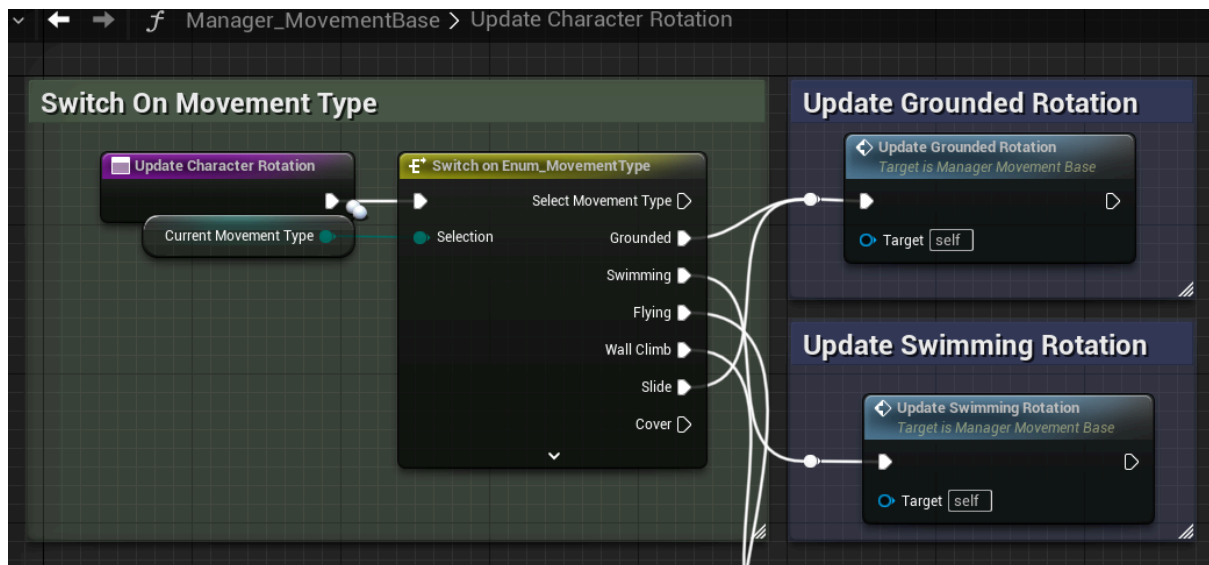 f Manager_MovementBase > Update Character Rotation
Switch On Movement Type
Update Character Rotation
Current Movement Type
Switch on Enum_MovementType
Select Movement Type
Selection
Grounded
Swimming
Flying
Wall Climb
Slide
Cover
Update Grounded Rotation
Update Grounded Rotation
Target is Manager Movement Base
Target self
Update Swimming Rotation
Update Swimming Rotation
Target is Manager Movement Base
Target self